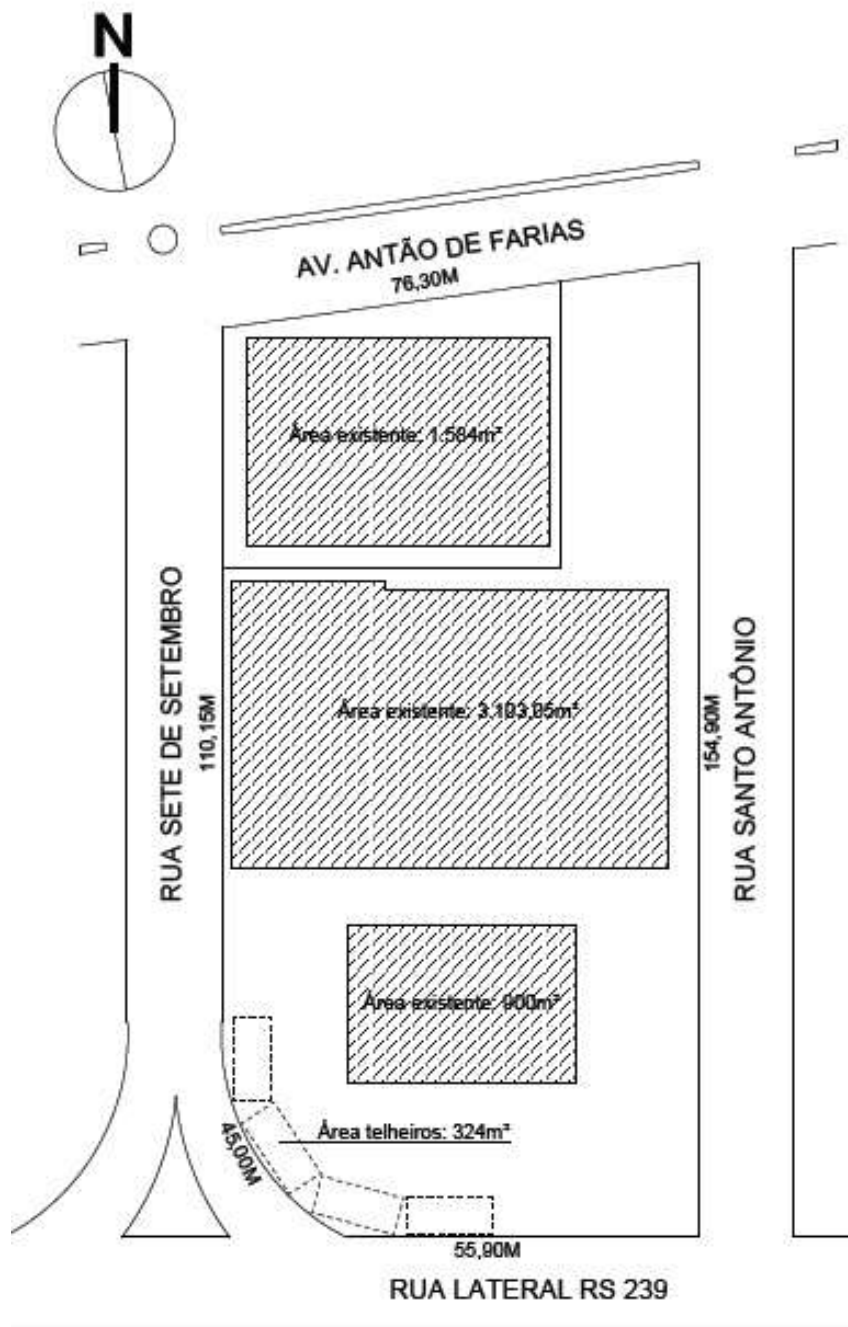 N
AV. ANTÃO DE FARIAS
76,30M
Área existente: 1.584m²
RUA SETE DE SETEMBRO
110,15M
Área existente: 3.103,05m²
154,90M
RUA SANTO ANTÔNIO
Área existente: 900m²
45,00M
Área telheiros: 324m²
55,90M
RUA LATERAL RS 239